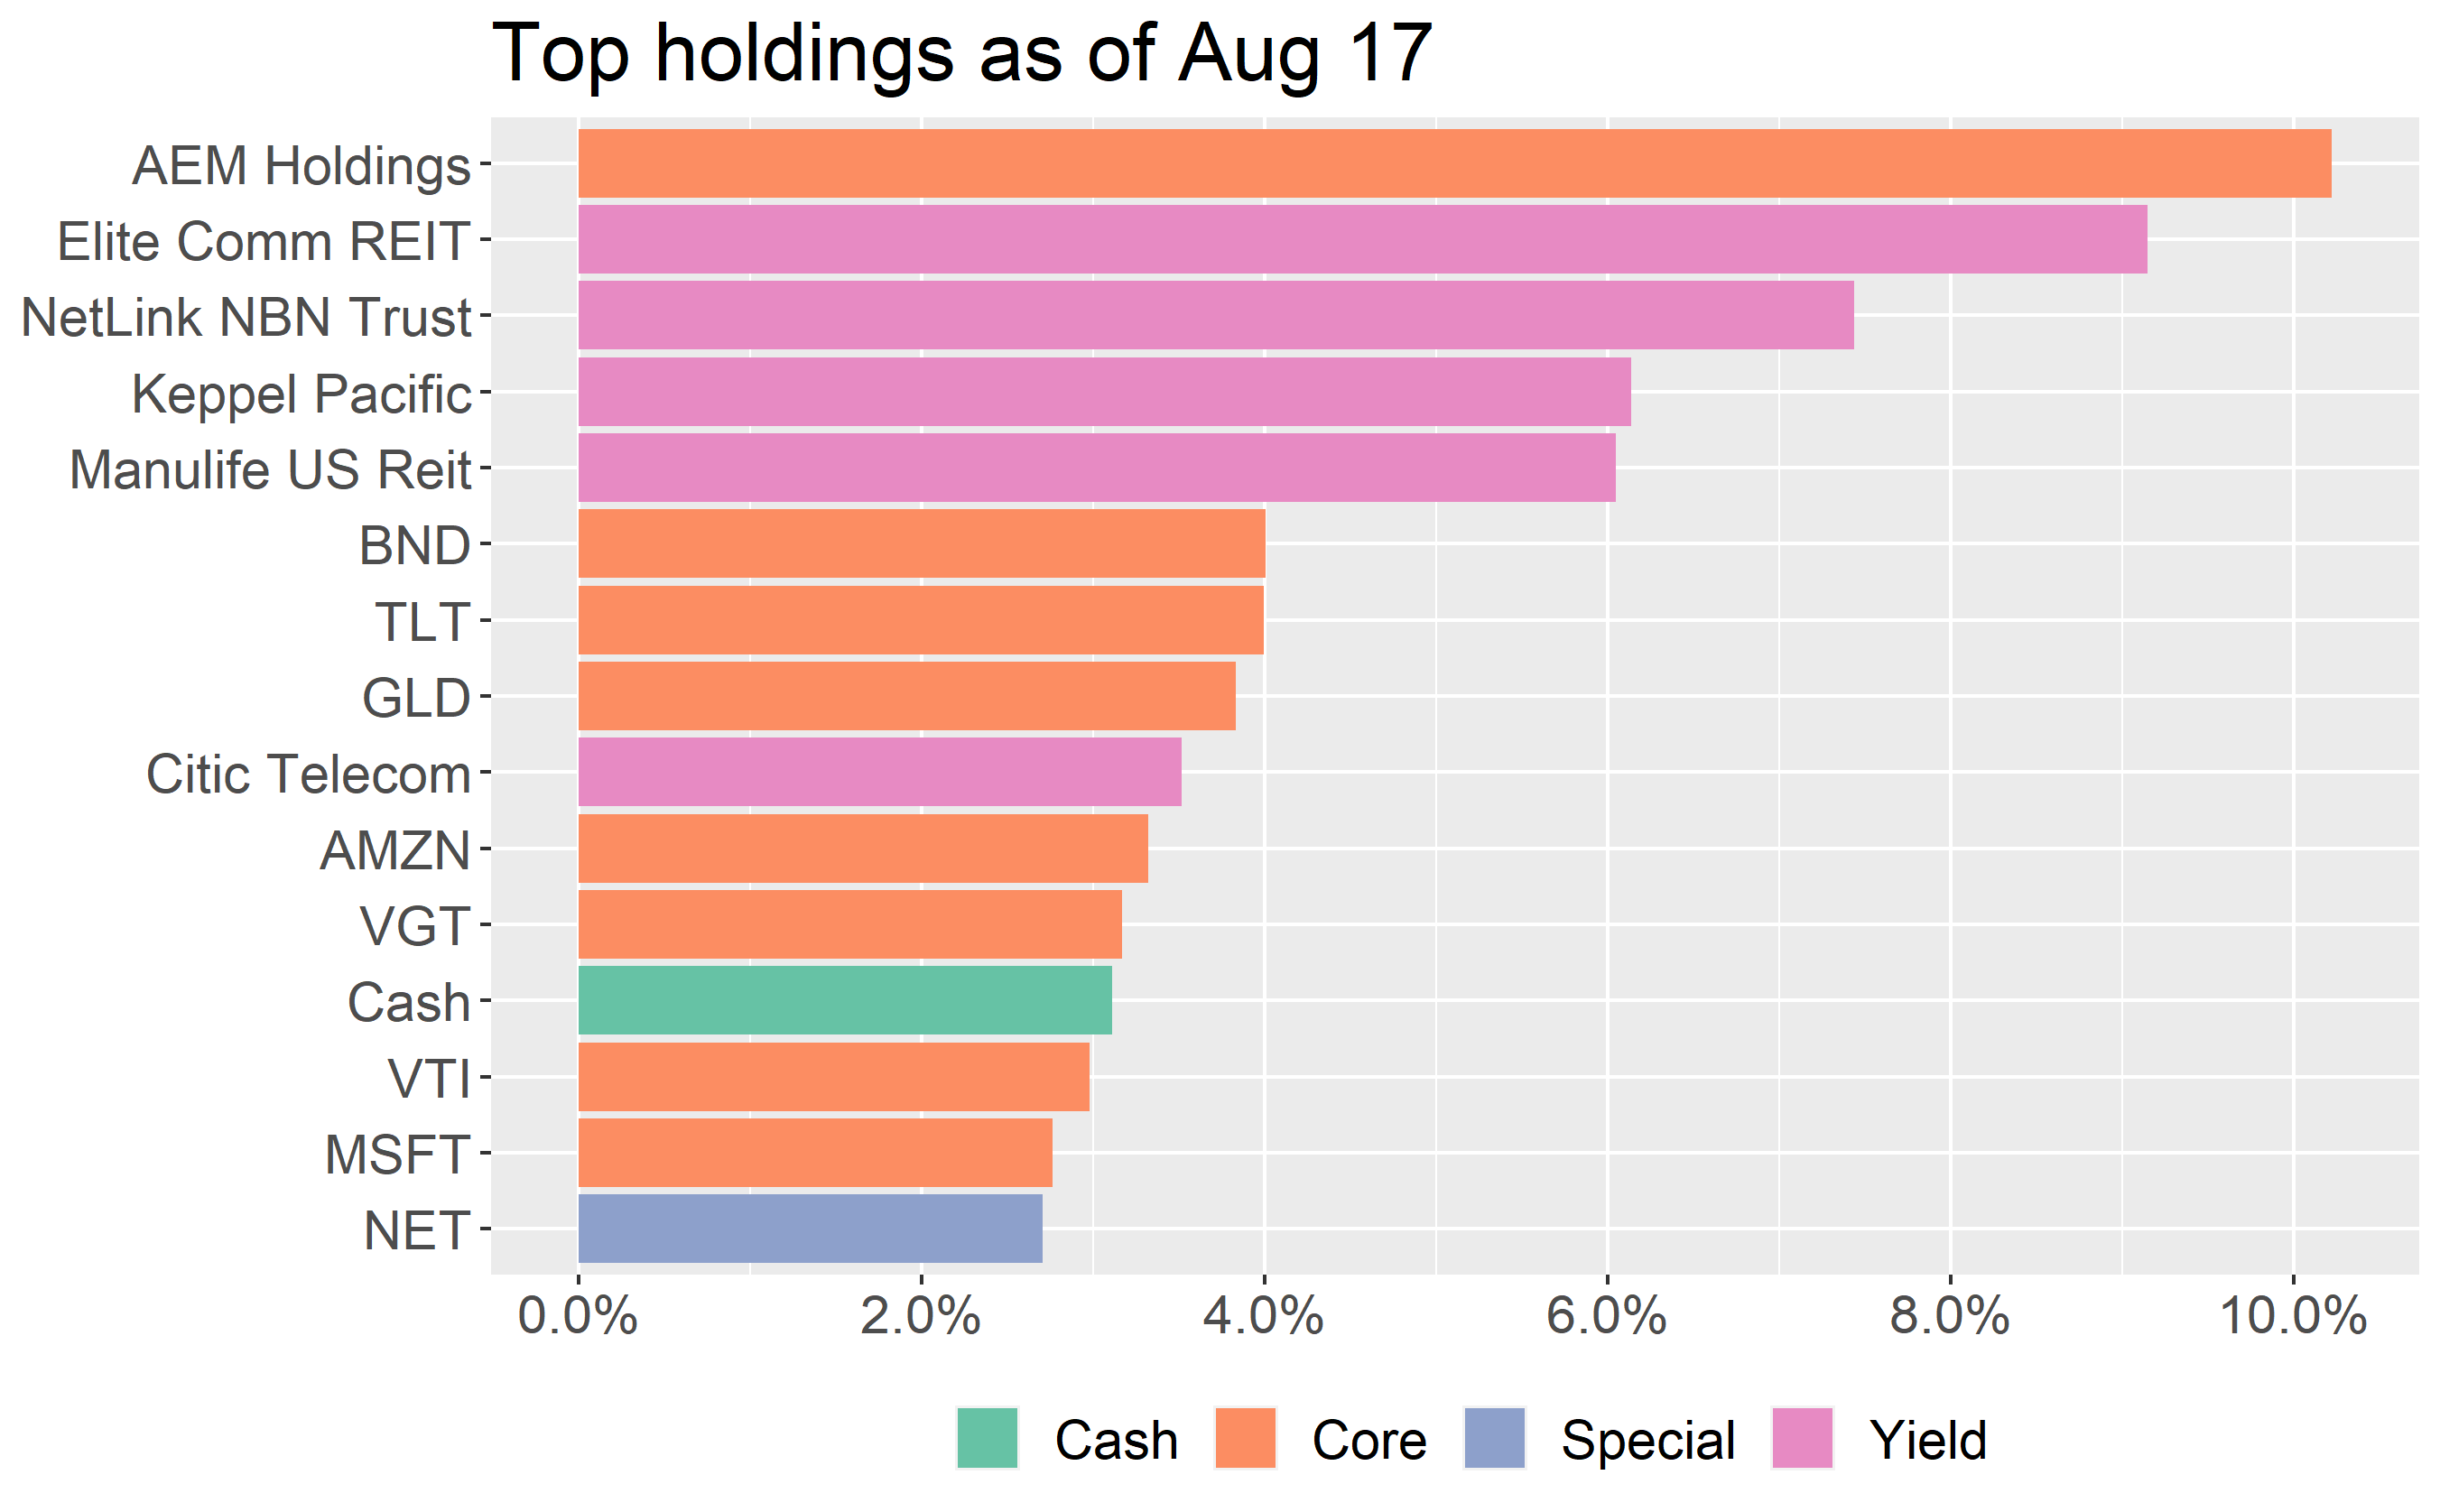 Top holdings as of Aug 17
AEM Holdings
Elite Comm REIT
NetLink NBN Trust
Keppel Pacific
Manulife US Reit
BND
TLT
GLD
Citic Telecom
AMZN
VGT
Cash
VTI
MSFT
NET
0.0% 2.0% 4.0% 6.0% 8.0% 10.0%
Cash Core Special Yield